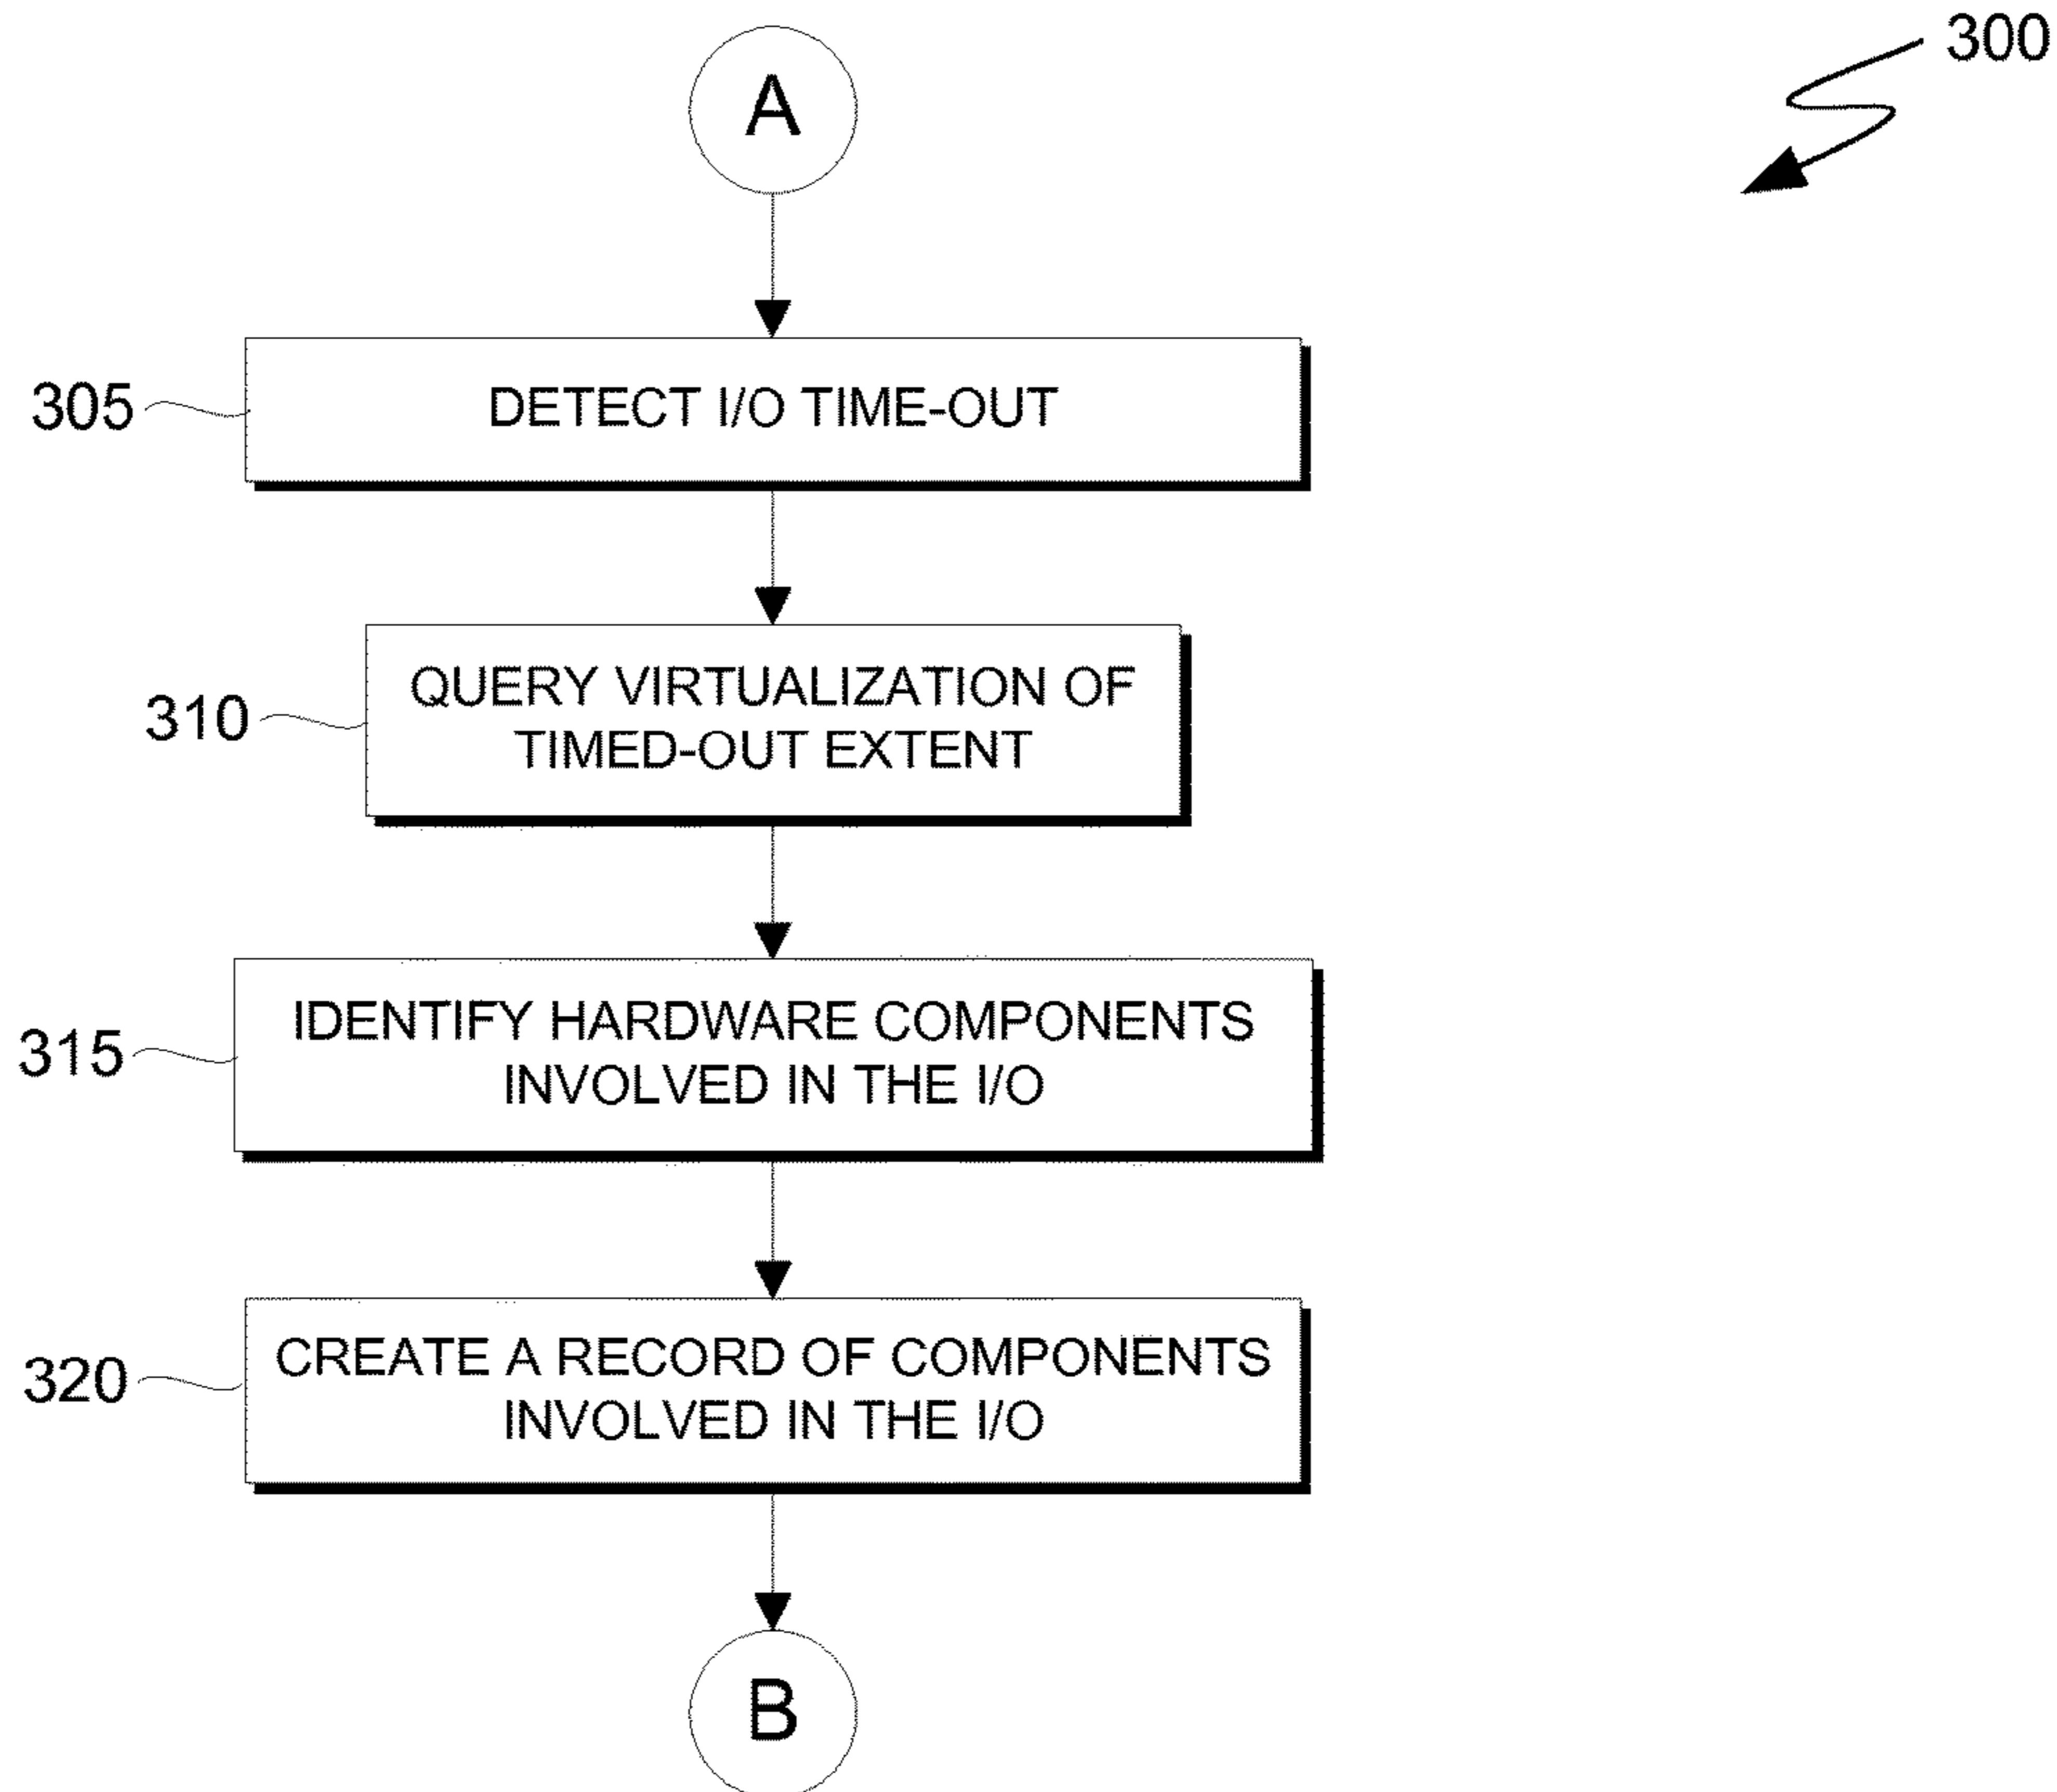 A
300
305
DETECT I/O TIME-OUT
310
QUERY VIRTUALIZATION OF
TIMED-OUT EXTENT
315
IDENTIFY HARDWARE COMPONENTS
INVOLVED IN THE I/O
320
CREATE A RECORD OF COMPONENTS
INVOLVED IN THE I/O
B